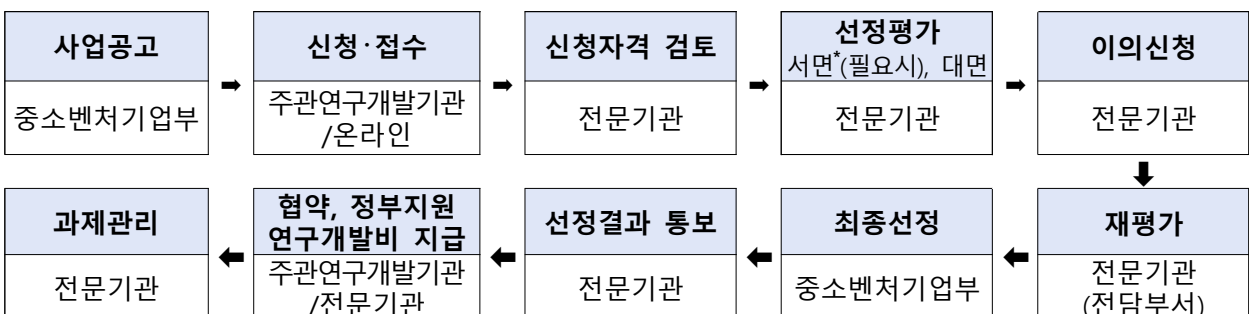 사업공고
중소벤처기업부
➡
신청·접수
주관연구개발기관
/온라인
➡
신청자격 검토
전문기관
➡
선정평가
서면*(필요시), 대면
전문기관
➡
이의신청
전문기관
⬇
재평가
전문기관
(전담부서)
⬅
최종선정
중소벤처기업부
⬅
선정결과 통보
전문기관
⬅
협약, 정부지원
연구개발비 지급
주관연구개발기관
/전문기관
⬅
과제관리
전문기관